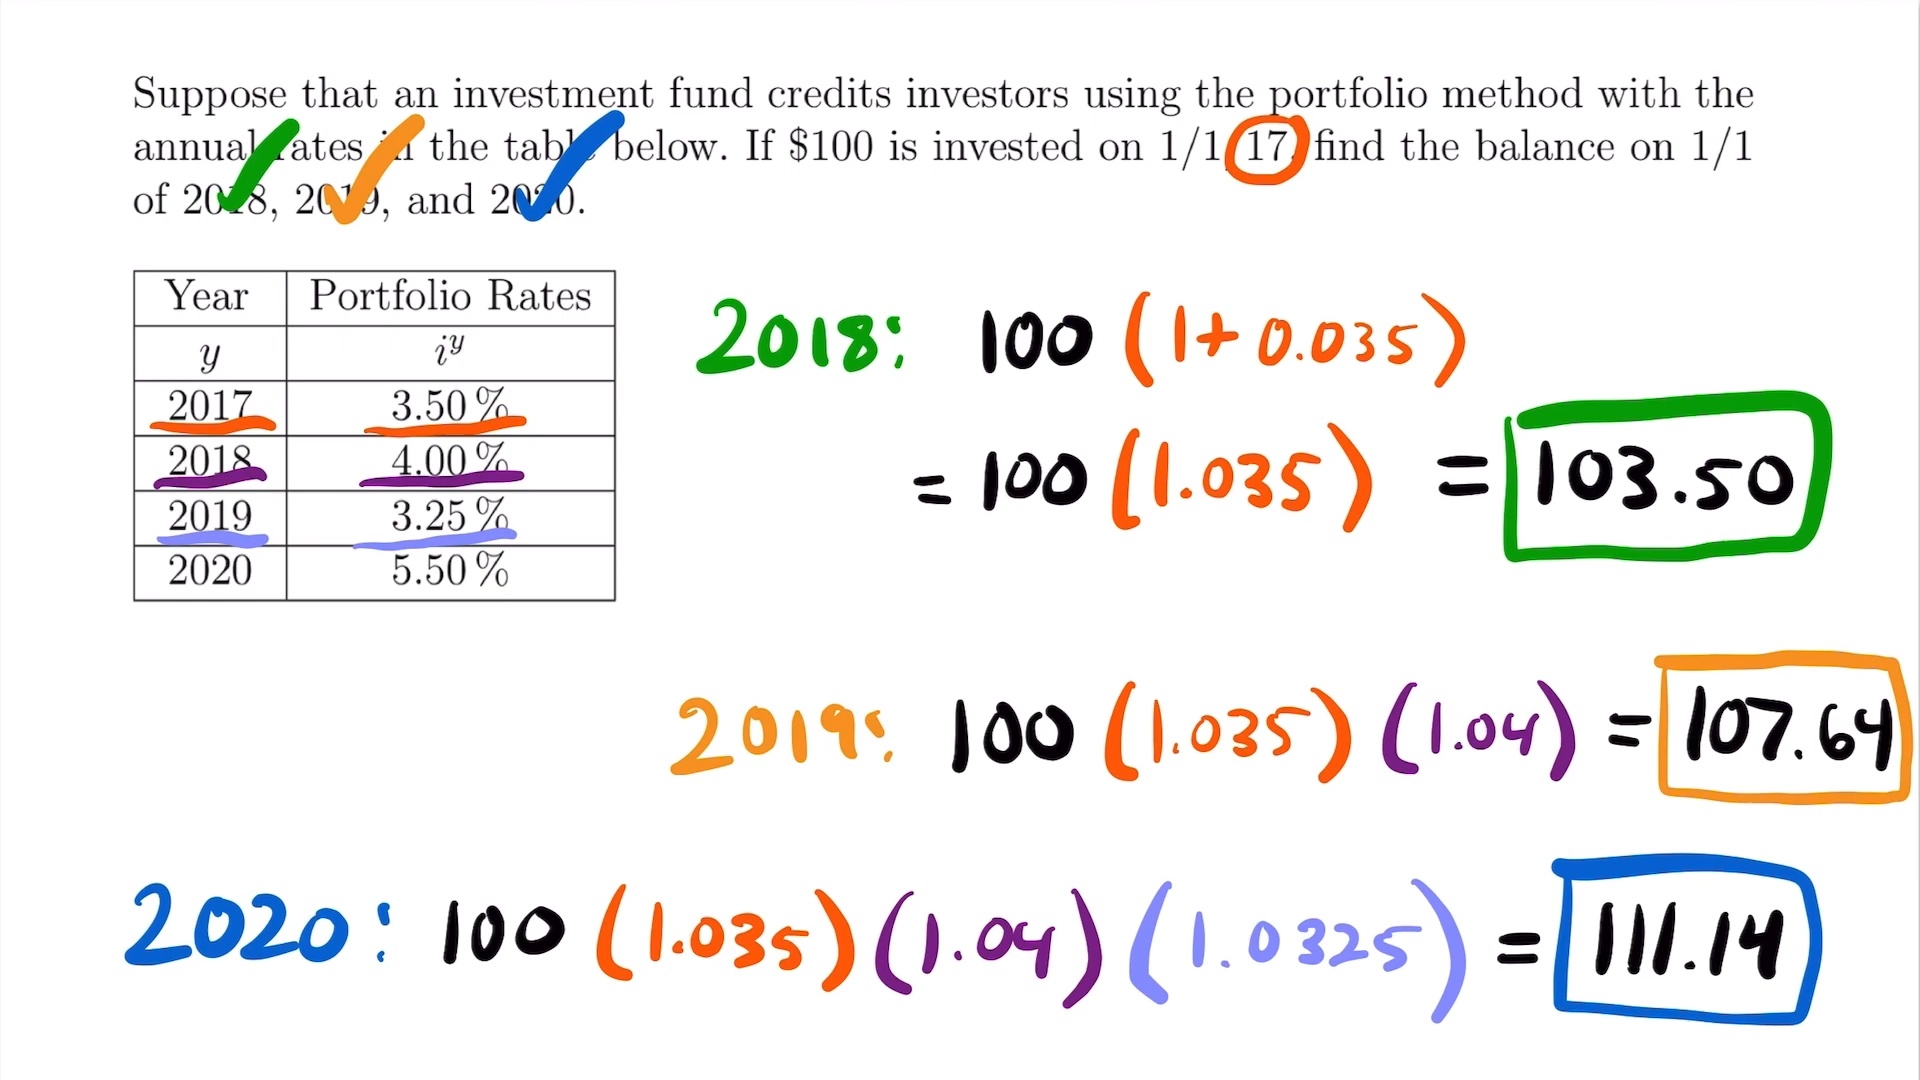 Suppose that an investment fund credits investors using the portfolio method with the
annual rates in the table below. If $100 is invested on 1/1/17, find the balance on 1/1
of 2018, 2019, and 2020.
Year Portfolio Rates
y i^y
2017 3.50 %
2018 4.00 %
2019 3.25 %
2020 5.50 %
2018: 100 (1 + 0.035)
= 100 (1.035) = 103.50
2019: 100 (1.035) (1.04) = 107.64
2020: 100 (1.035) (1.04) (1.0325) = 111.14